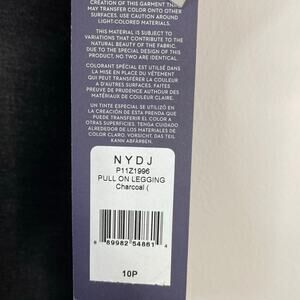 CREATION OF THIS GARMENT THIS
MAY TRANSFER COLOR ONTO OTHER
SURFACES. USE CAUTION AROUND
LIGHT-COLORED MATERIALS.
THIS MATERIAL IS SUBJECT TO
VARIATIONS THAT CONTRIBUTE TO THE
NATURAL BEAUTY OF THE FABRIC.
DUE TO THE SPECIAL DESIGN OF THIS
PRODUCT, NO TWO ARE IDENTICAL.
COLORANT SPÉCIAL EST UTILISÉ DANS
LA MISE EN PLACE DU VÊTEMENT
QUI PEUT TRANSFÉRER LA COULEUR
A D'AUTRES SURFACES. FAITES
PREUVE DE PRUDENCE AUTOUR DES
MATÉRIAUX DE COULEUR CLAIRE.
UN TINTE ESPECIAL SE UTILIZÓ EN
LA CREACIÓN DE ESTA PRENDA QUE
PUEDE TRANSFERIR EL COLOR A
OTRAS SUPERFICIES. TENGA CUIDADO
ALREDEDOR DE LOS MATERIALES DE
COLOR CLARO. VORSICHT, DAS TEIL
KANN ABFÄRBEN.
NYDJ
P11Z1996
PULL ON LEGGING
Charcoal (
8 69982 54861 4
10P